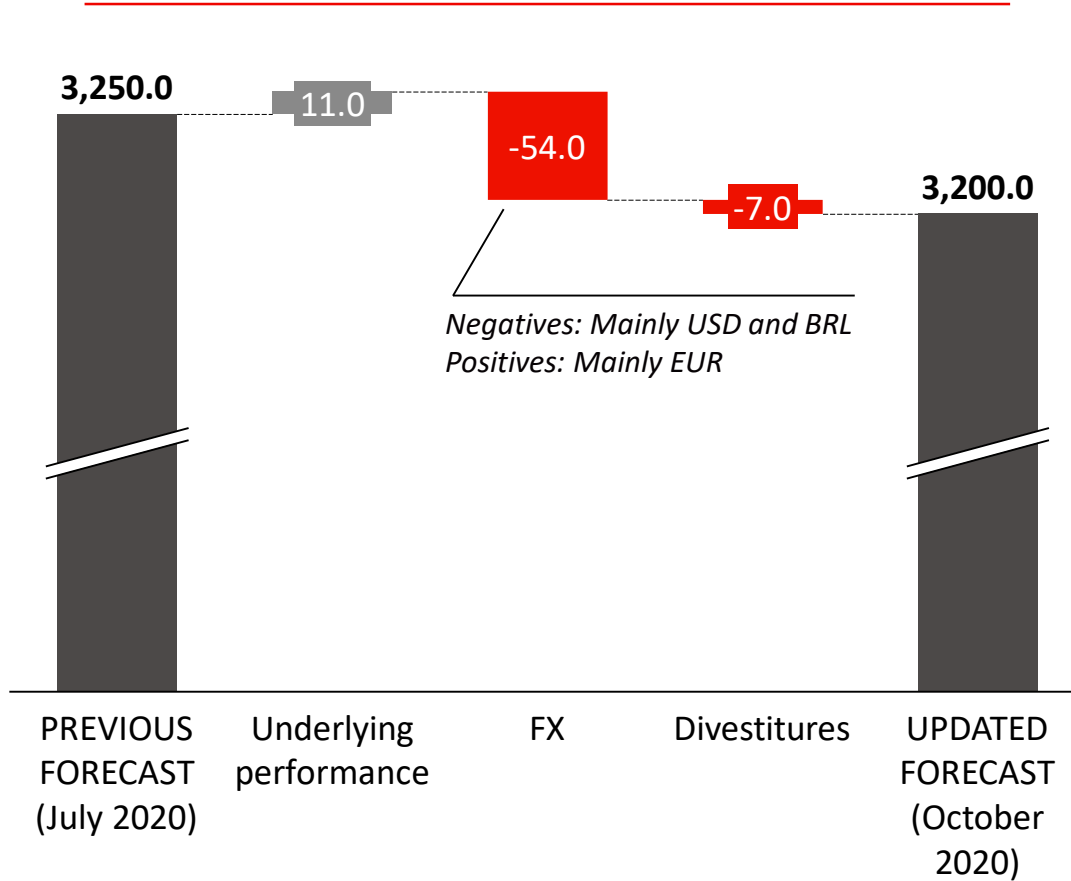 3,250.0
11.0
-54.0
-7.0
3,200.0
Negatives: Mainly USD and BRL
Positives: Mainly EUR
PREVIOUS
FORECAST
(July 2020)
Underlying
performance
FX
Divestitures
UPDATED
FORECAST
(October
2020)